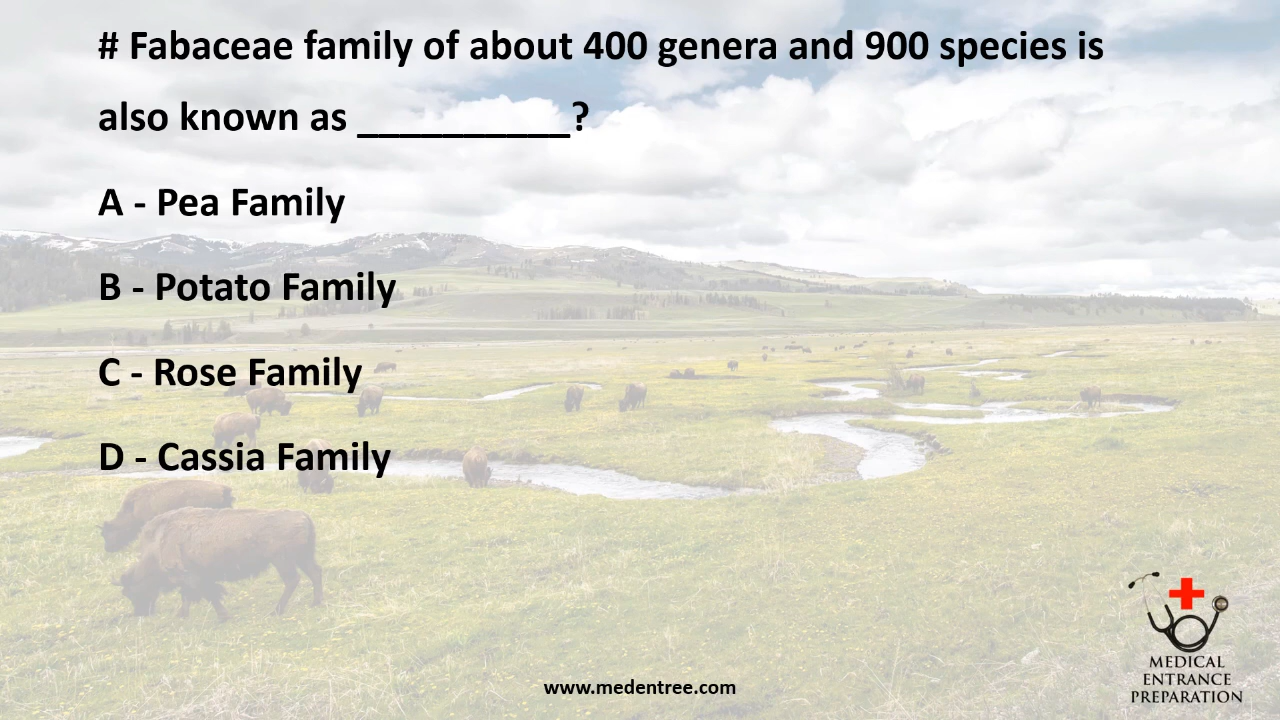 # Fabaceae family of about 400 genera and 900 species is
also known as __________?
A - Pea Family
B - Potato Family
C - Rose Family
D - Cassia Family
www.medentree.com
MEDICAL
ENTRANCE
PREPARATION